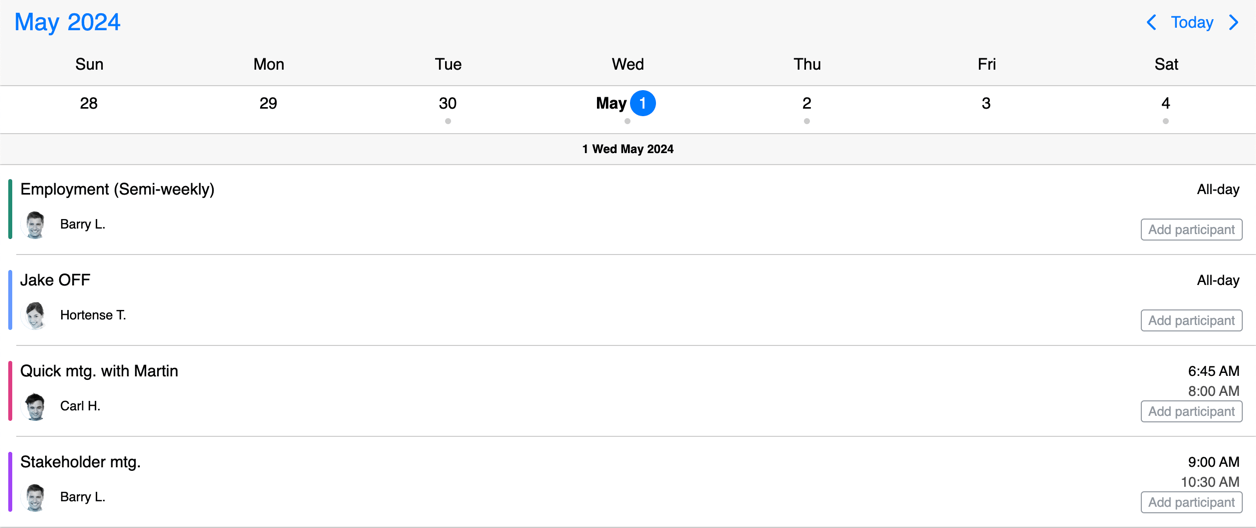 May 2024 Today
Sun Mon Tue Wed Thu Fri Sat
28 29 30 May 1 2 3 4
1 Wed May 2024
Employment (Semi-weekly) All-day
Barry L. Add participant
Jake OFF All-day
Hortense T. Add participant
Quick mtg. with Martin 6:45 AM
8:00 AM
Carl H. Add participant
Stakeholder mtg. 9:00 AM
10:30 AM
Barry L. Add participant